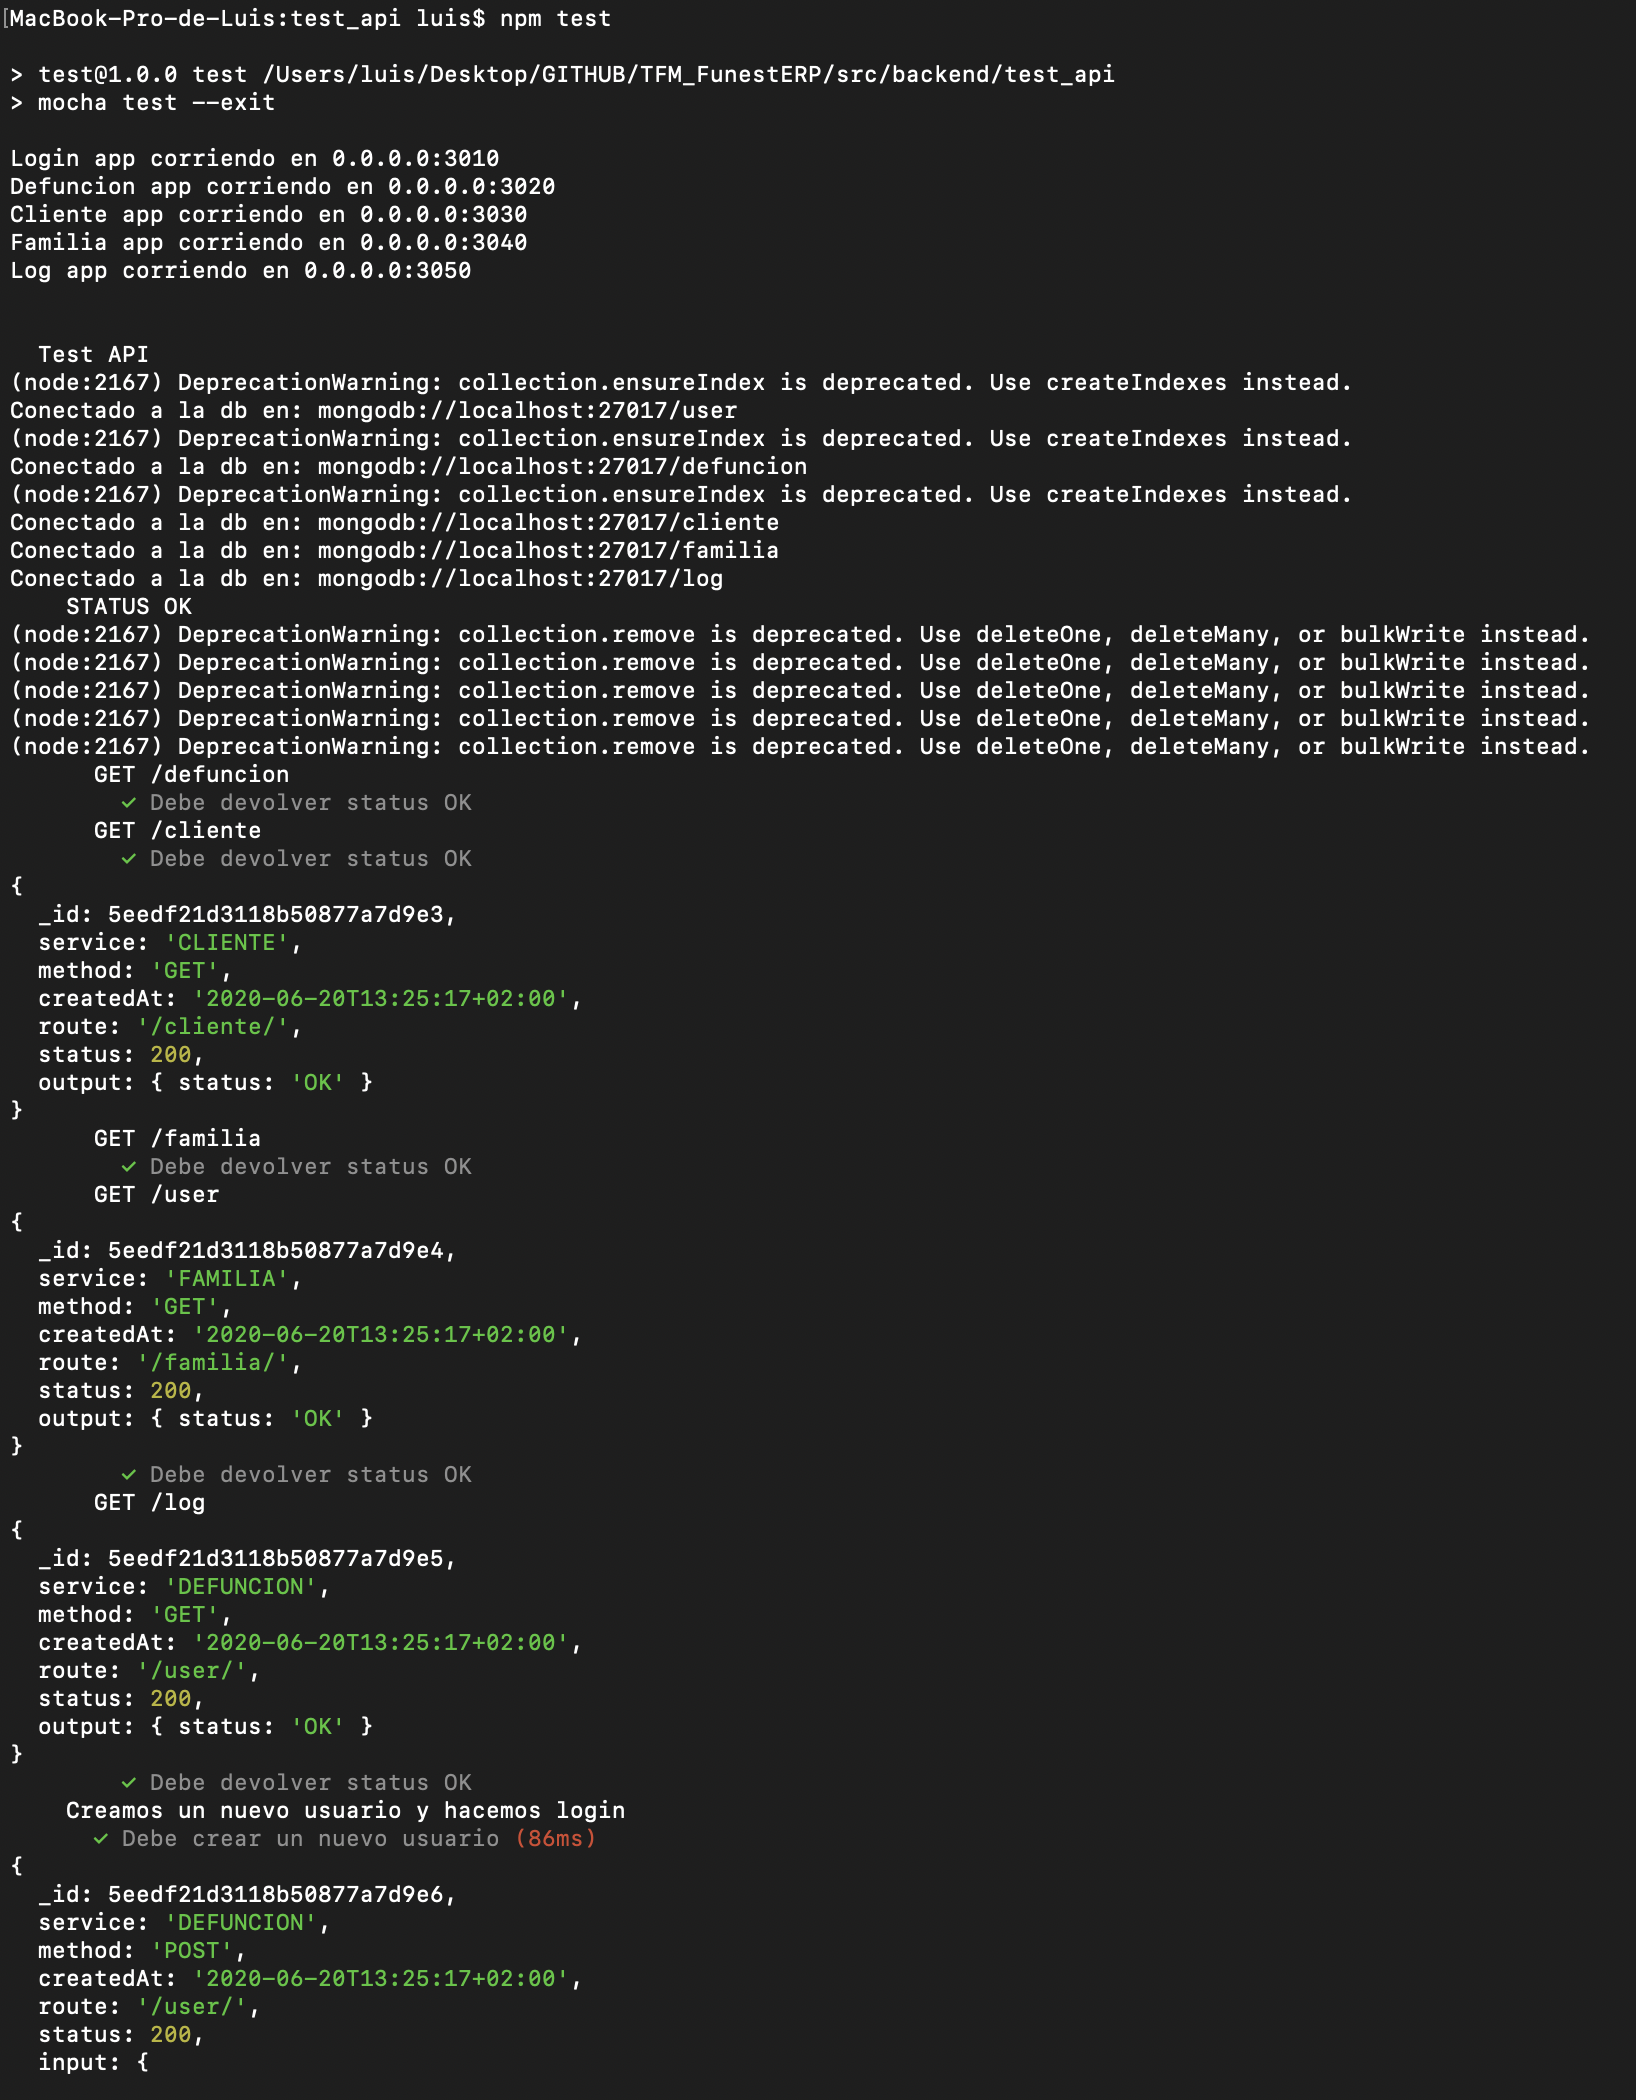 MacBook-Pro-de-Luis:test_api luis$ npm test
> test@1.0.0 test /Users/luis/Desktop/GITHUB/TFM_FunestERP/src/backend/test_api
> mocha test --exit
Login app corriendo en 0.0.0.0:3010
Defuncion app corriendo en 0.0.0.0:3020
Cliente app corriendo en 0.0.0.0:3030
Familia app corriendo en 0.0.0.0:3040
Log app corriendo en 0.0.0.0:3050
Test API
(node:2167) DeprecationWarning: collection.ensureIndex is deprecated. Use createIndexes instead.
Conectado a la db en: mongodb://localhost:27017/user
(node:2167) DeprecationWarning: collection.ensureIndex is deprecated. Use createIndexes instead.
Conectado a la db en: mongodb://localhost:27017/defuncion
(node:2167) DeprecationWarning: collection.ensureIndex is deprecated. Use createIndexes instead.
Conectado a la db en: mongodb://localhost:27017/cliente
Conectado a la db en: mongodb://localhost:27017/familia
Conectado a la db en: mongodb://localhost:27017/log
STATUS OK
(node:2167) DeprecationWarning: collection.remove is deprecated. Use deleteOne, deleteMany, or bulkWrite instead.
(node:2167) DeprecationWarning: collection.remove is deprecated. Use deleteOne, deleteMany, or bulkWrite instead.
(node:2167) DeprecationWarning: collection.remove is deprecated. Use deleteOne, deleteMany, or bulkWrite instead.
(node:2167) DeprecationWarning: collection.remove is deprecated. Use deleteOne, deleteMany, or bulkWrite instead.
(node:2167) DeprecationWarning: collection.remove is deprecated. Use deleteOne, deleteMany, or bulkWrite instead.
GET /defuncion
✓ Debe devolver status OK
GET /cliente
✓ Debe devolver status OK
{
_id: 5eedf21d3118b50877a7d9e3,
service: 'CLIENTE',
method: 'GET',
createdAt: '2020-06-20T13:25:17+02:00',
route: '/cliente/',
status: 200,
output: { status: 'OK' }
}
GET /familia
✓ Debe devolver status OK
GET /user
{
_id: 5eedf21d3118b50877a7d9e4,
service: 'FAMILIA',
method: 'GET',
createdAt: '2020-06-20T13:25:17+02:00',
route: '/familia/',
status: 200,
output: { status: 'OK' }
}
✓ Debe devolver status OK
GET /log
{
_id: 5eedf21d3118b50877a7d9e5,
service: 'DEFUNCION',
method: 'GET',
createdAt: '2020-06-20T13:25:17+02:00',
route: '/user/',
status: 200,
output: { status: 'OK' }
}
✓ Debe devolver status OK
Creamos un nuevo usuario y hacemos login
✓ Debe crear un nuevo usuario (86ms)
{
_id: 5eedf21d3118b50877a7d9e6,
service: 'DEFUNCION',
method: 'POST',
createdAt: '2020-06-20T13:25:17+02:00',
route: '/user/',
status: 200,
input: {